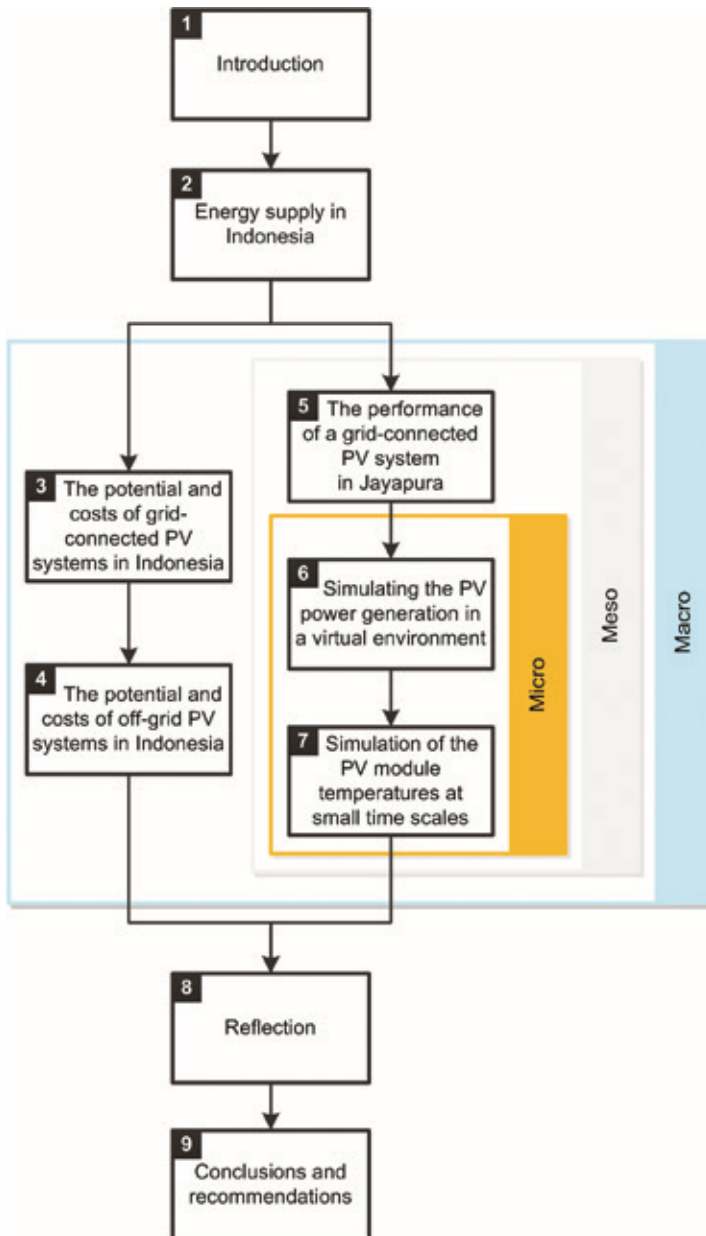 1
Introduction
2
Energy supply in
Indonesia
3
The potential and
costs of grid-
connected PV
systems in Indonesia
4
The potential and
costs of off-grid PV
systems in Indonesia
5
The performance
of a grid-connected
PV system
in Jayapura
6
Simulating the PV
power generation in
a virtual environment
7
Simulation of the
PV module
temperatures at
small time scales
Micro
Meso
Macro
8
Reflection
9
Conclusions and
recommendations